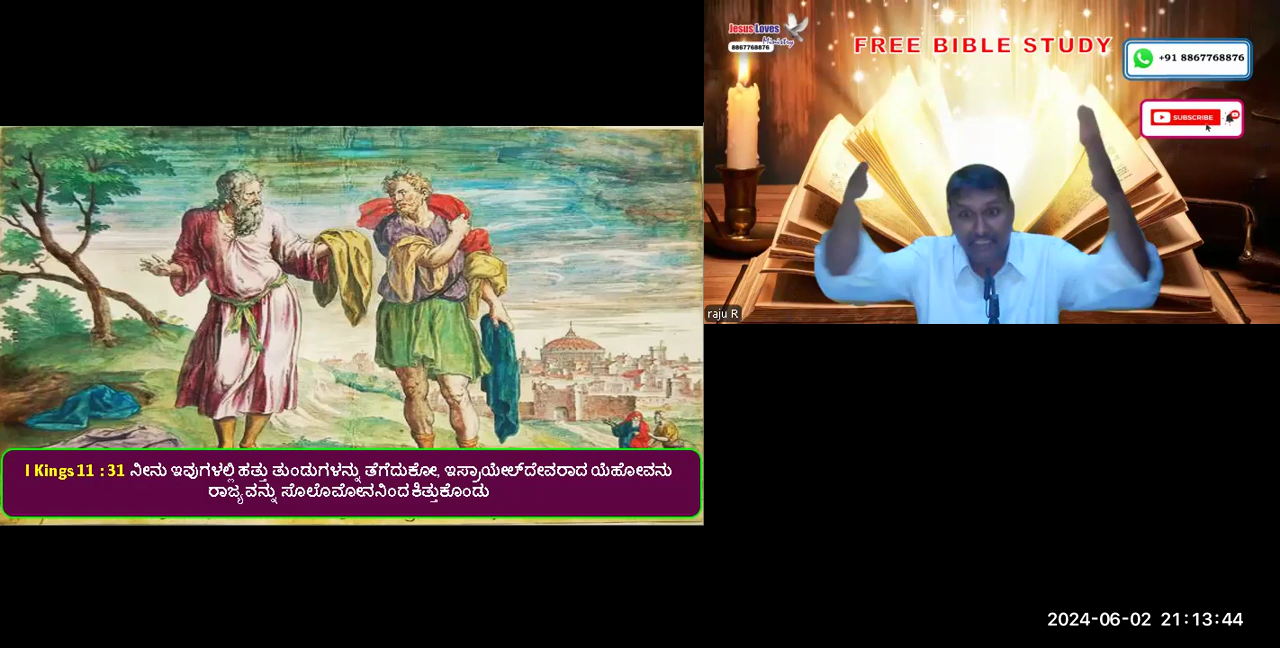 Jesus Loves
Ministry
8867768876
FREE BIBLE STUDY
+91 8867768876
SUBSCRIBE
raju R
I Kings 11 : 31 ನೀನು ಇವುಗಳಲ್ಲಿ ಹತ್ತು ತುಂಡುಗಳನ್ನು ತೆಗೆದುಕೋ, ಇಸ್ರಾಯೇಲ್‌ದೇವರಾದ ಯೆಹೋವನು
ರಾಜ್ಯವನ್ನು ಸೊಲೊಮೋನನಿಂದ ಕಿತ್ತುಕೊಂಡು
2024-06-02 21:13:44